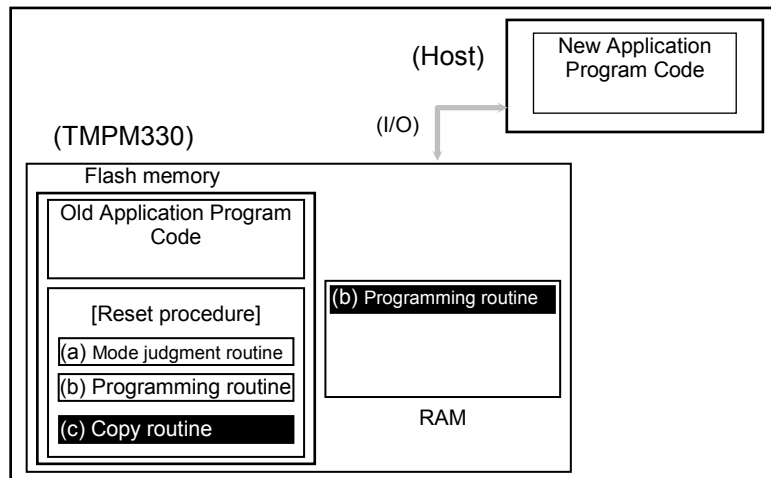 (Host)
New Application
Program Code
(I/O)
(TMPM330)
Flash memory
Old Application Program
Code
[Reset procedure]
(a) Mode judgment routine
(b) Programming routine
(c) Copy routine
(b) Programming routine
RAM